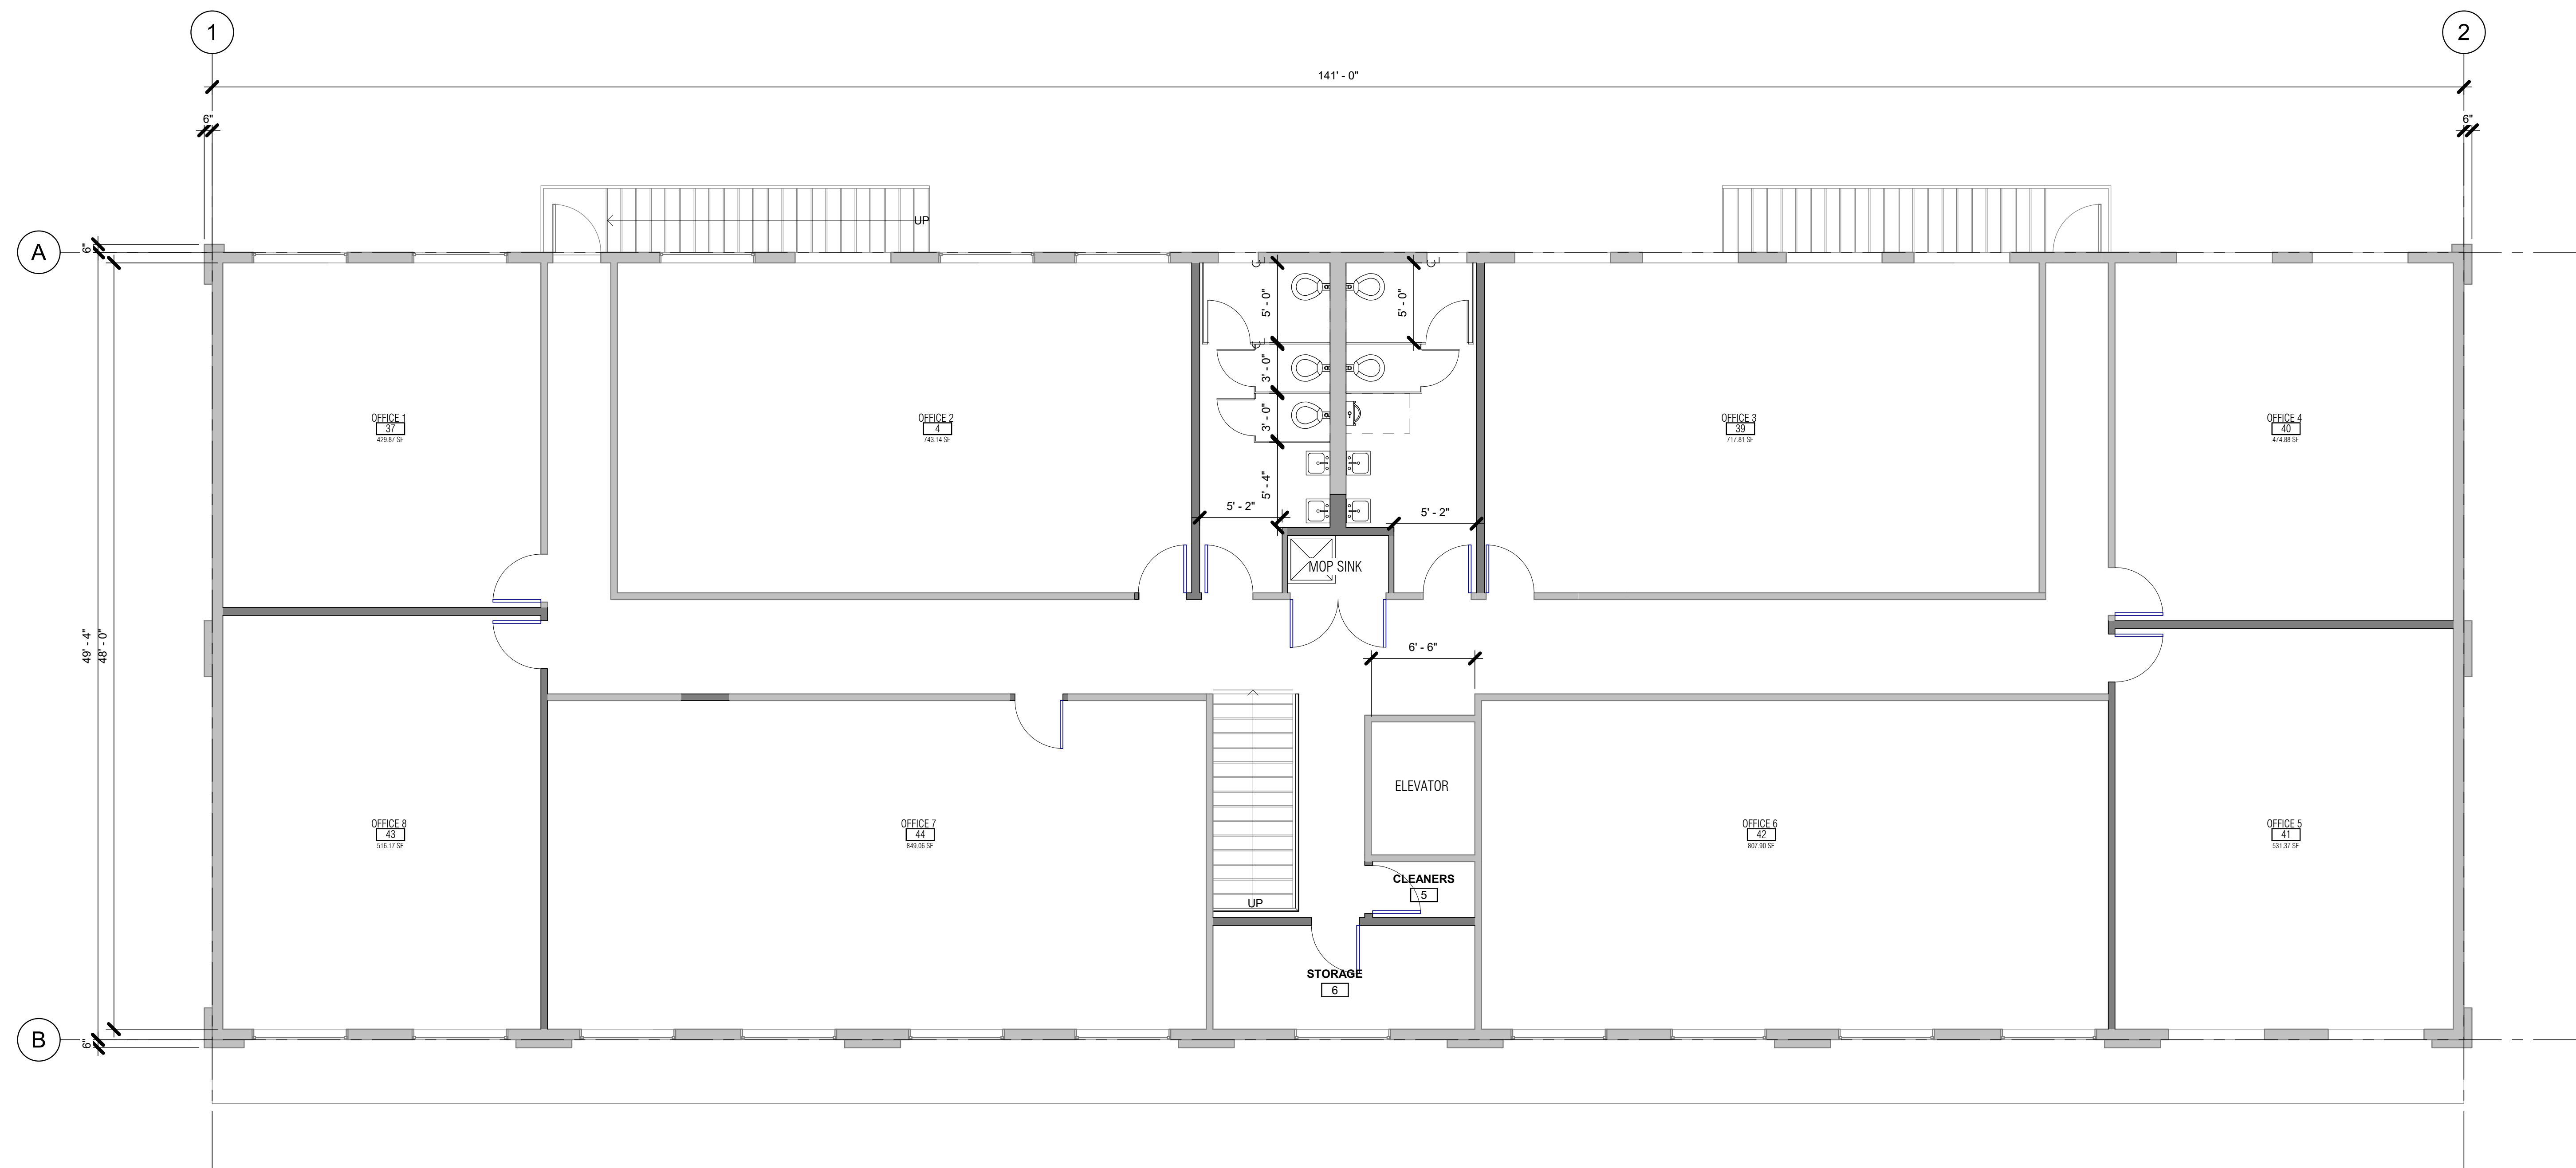 1
2
141' - 0"
6"
6"
UP
A
6"
5' - 0"
5' - 0"
3' - 0"
3' - 0"
5' - 4"
5' - 2"
5' - 2"
OFFICE 1
37
429.87 SF
OFFICE 2
4
743.14 SF
OFFICE 3
39
717.81 SF
OFFICE 4
40
474.88 SF
MOP SINK
49' - 4"
48' - 0"
6' - 6"
ELEVATOR
OFFICE 8
43
516.17 SF
OFFICE 7
44
849.06 SF
OFFICE 6
42
807.90 SF
OFFICE 5
41
531.37 SF
CLEANERS
5
UP
STORAGE
6
B
6"